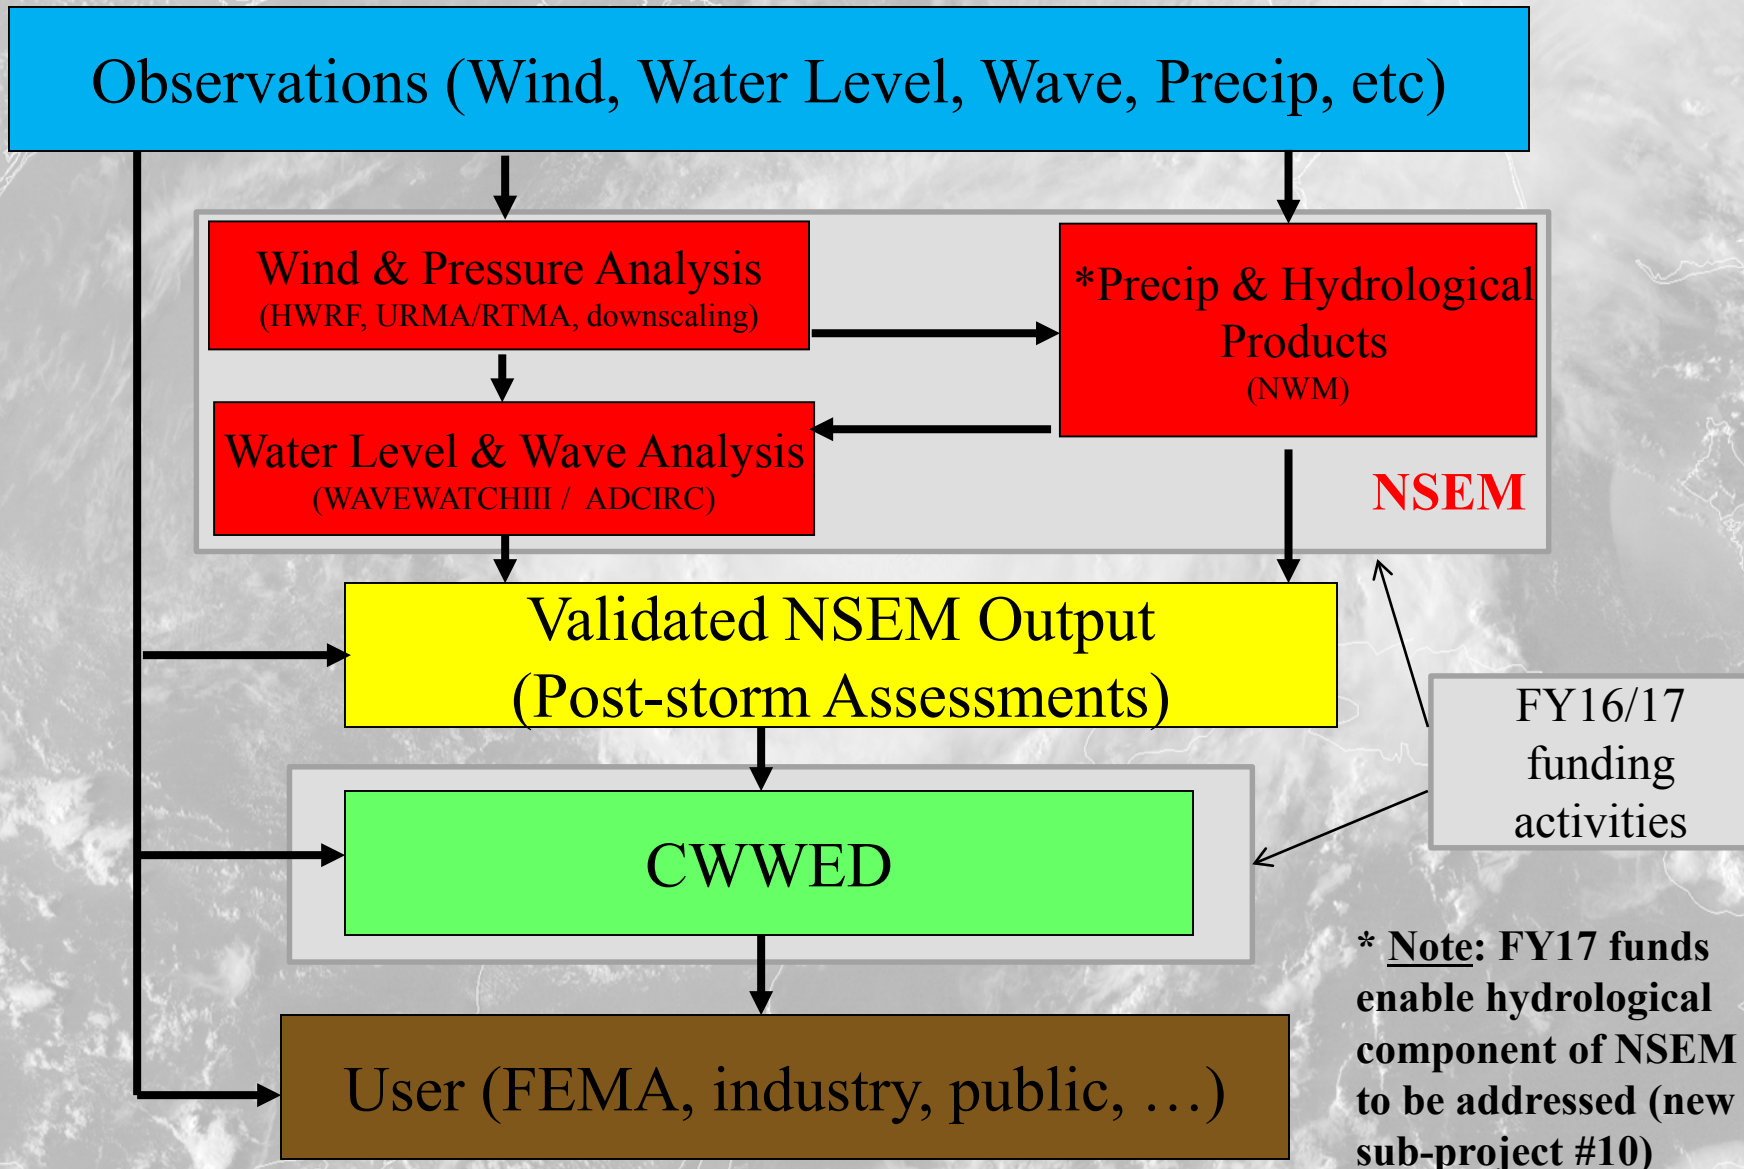 Observations (Wind, Water Level, Wave, Precip, etc)
Wind & Pressure Analysis
(HWRF, URMA/RTMA, downscaling)
*Precip & Hydrological
Products
(NWM)
Water Level & Wave Analysis
(WAVEWATCHIII / ADCIRC)
NSEM
Validated NSEM Output
(Post-storm Assessments)
FY16/17
funding
activities
CWWED
* Note: FY17 funds
enable hydrological
component of NSEM
to be addressed (new
sub-project #10)
User (FEMA, industry, public, …)